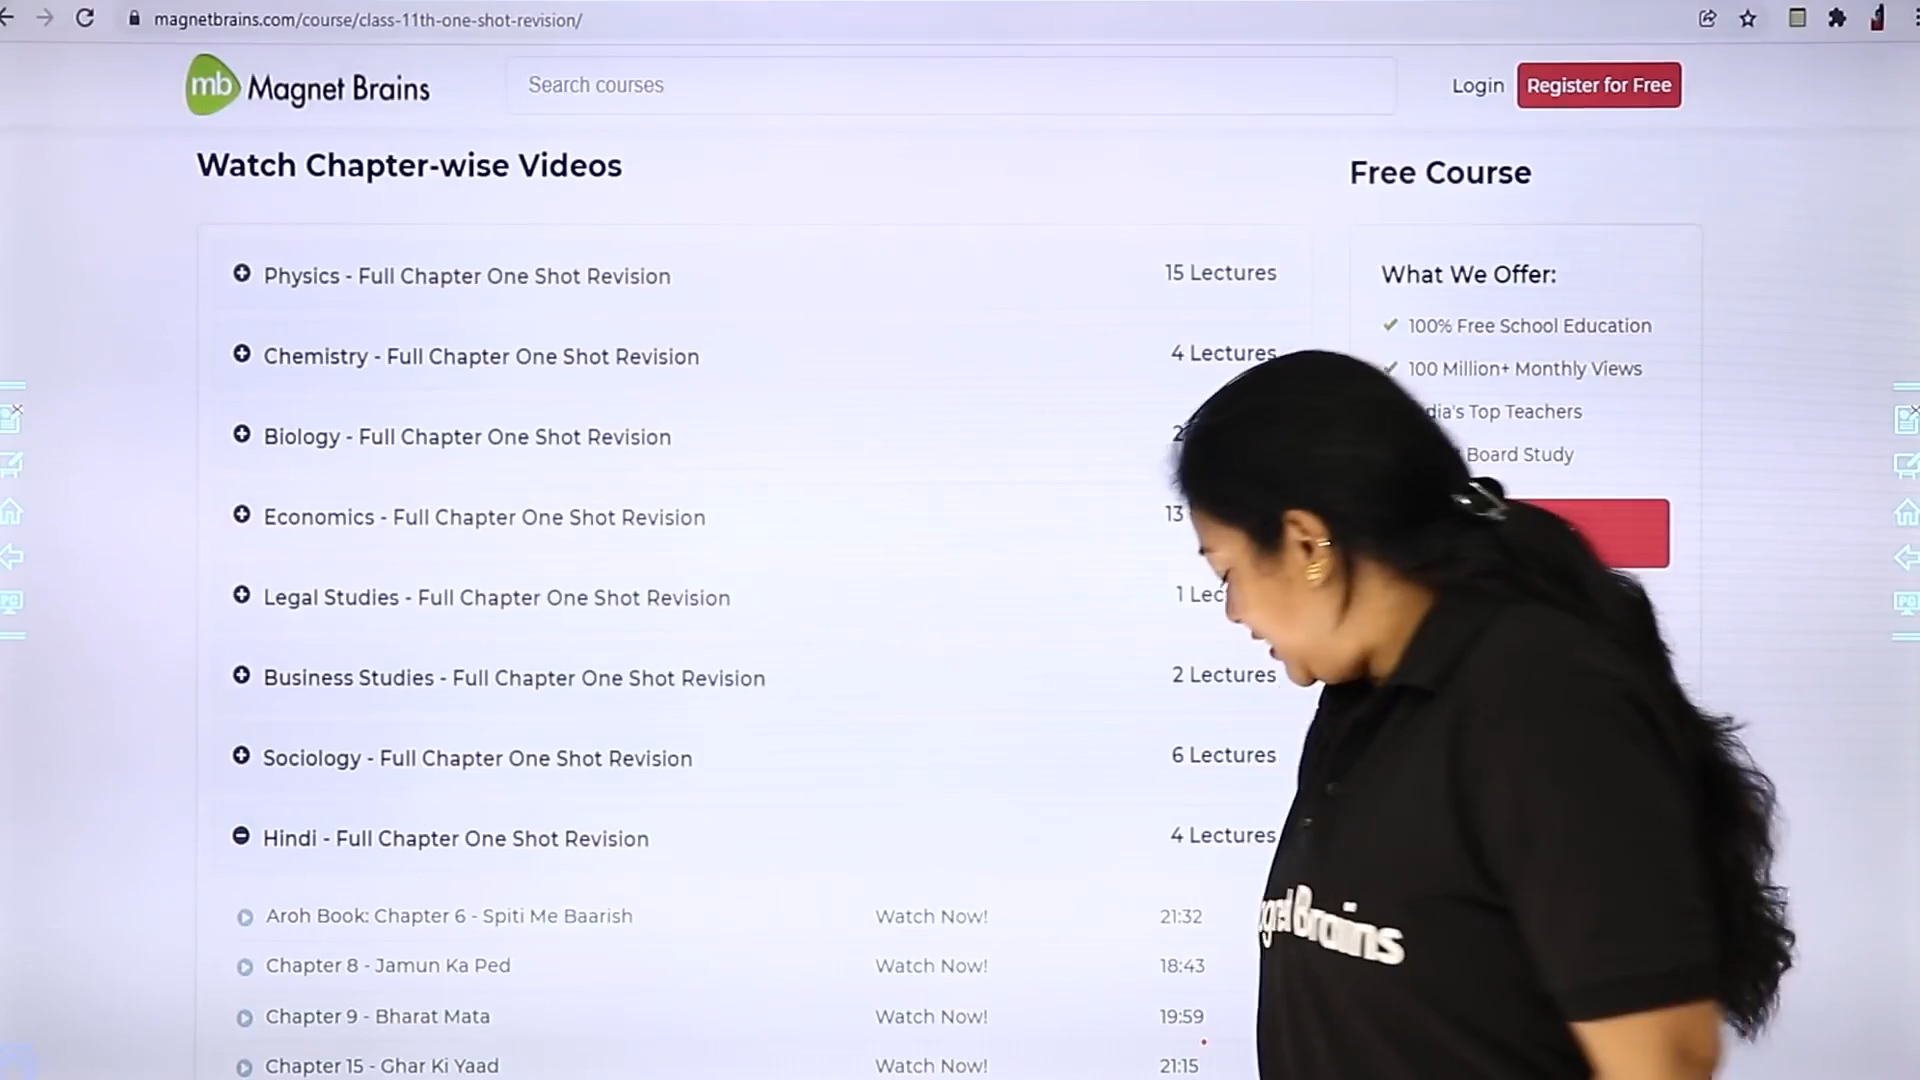 magnetbrains.com/course/class-11th-one-shot-revision/
mb Magnet Brains
Search courses
Login
Register for Free
Watch Chapter-wise Videos
Free Course
Physics - Full Chapter One Shot Revision 15 Lectures
What We Offer:
100% Free School Education
Chemistry - Full Chapter One Shot Revision 4 Lectures
100 Million+ Monthly Views
Top Teachers
Biology - Full Chapter One Shot Revision
Board Study
Economics - Full Chapter One Shot Revision 13
Legal Studies - Full Chapter One Shot Revision 1
Business Studies - Full Chapter One Shot Revision 2 Lectures
Sociology - Full Chapter One Shot Revision 6 Lectures
Hindi - Full Chapter One Shot Revision 4 Lectures
Aroh Book: Chapter 6 - Spiti Me Baarish Watch Now! 21:32
Chapter 8 - Jamun Ka Ped Watch Now! 18:43
Chapter 9 - Bharat Mata Watch Now! 19:59
Chapter 15 - Ghar Ki Yaad Watch Now! 21:15
Brains
PC
PC